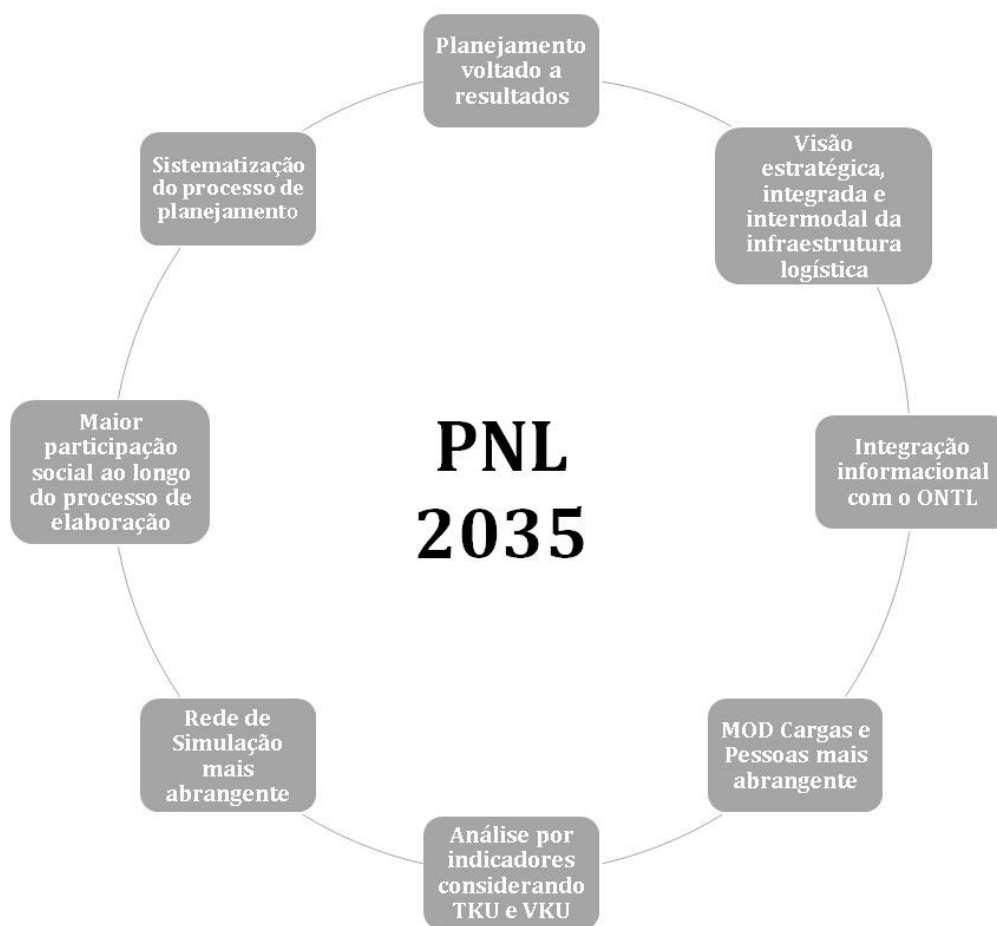 Planejamento
voltado a
resultados
Visão
estratégica,
integrada e
intermodal da
infraestrutura
logística
Integração
informacional
com o ONTL
MOD Cargas e
Pessoas mais
abrangente
Análise por
indicadores
considerando
TKU e VKU
Rede de
Simulação
mais
abrangente
Maior
participação
social ao longo
do processo de
elaboração
Sistematização
do processo de
planejamento
PNL
2035